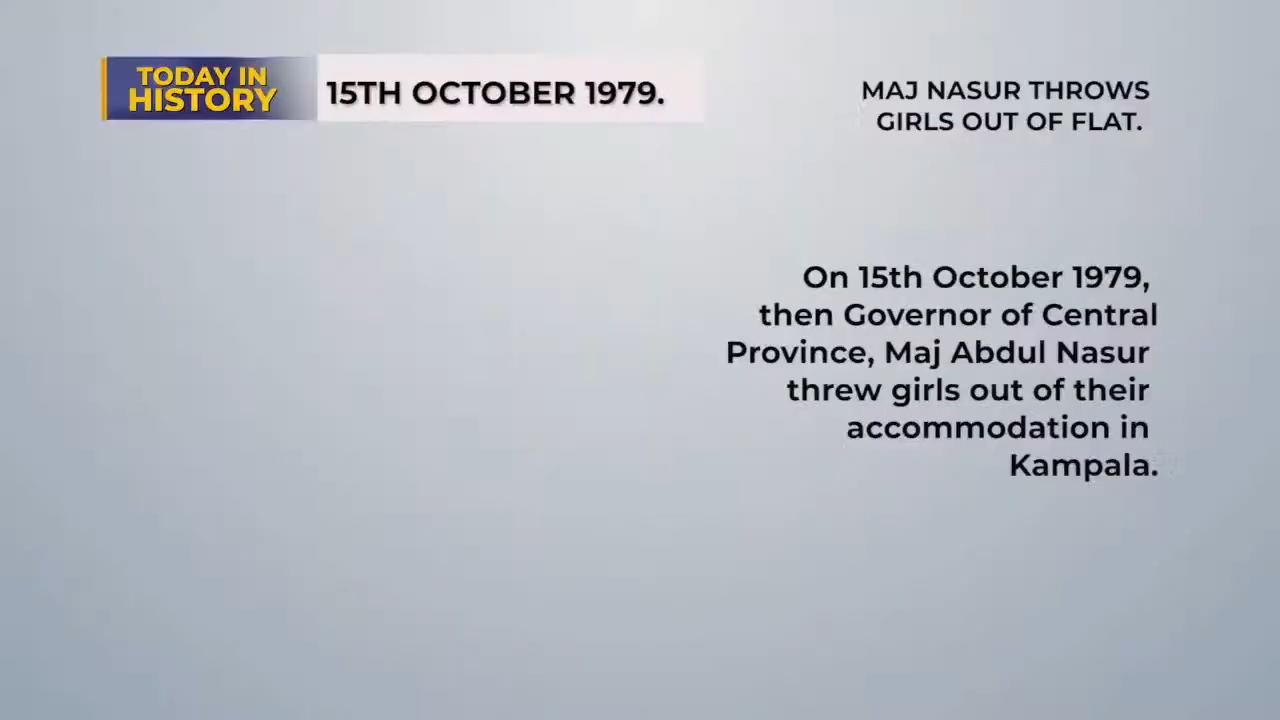 TODAY IN
HISTORY
15TH OCTOBER 1979.
MAJ NASUR THROWS
GIRLS OUT OF FLAT.
On 15th October 1979,
then Governor of Central
Province, Maj Abdul Nasur
threw girls out of their
accommodation in
Kampala.